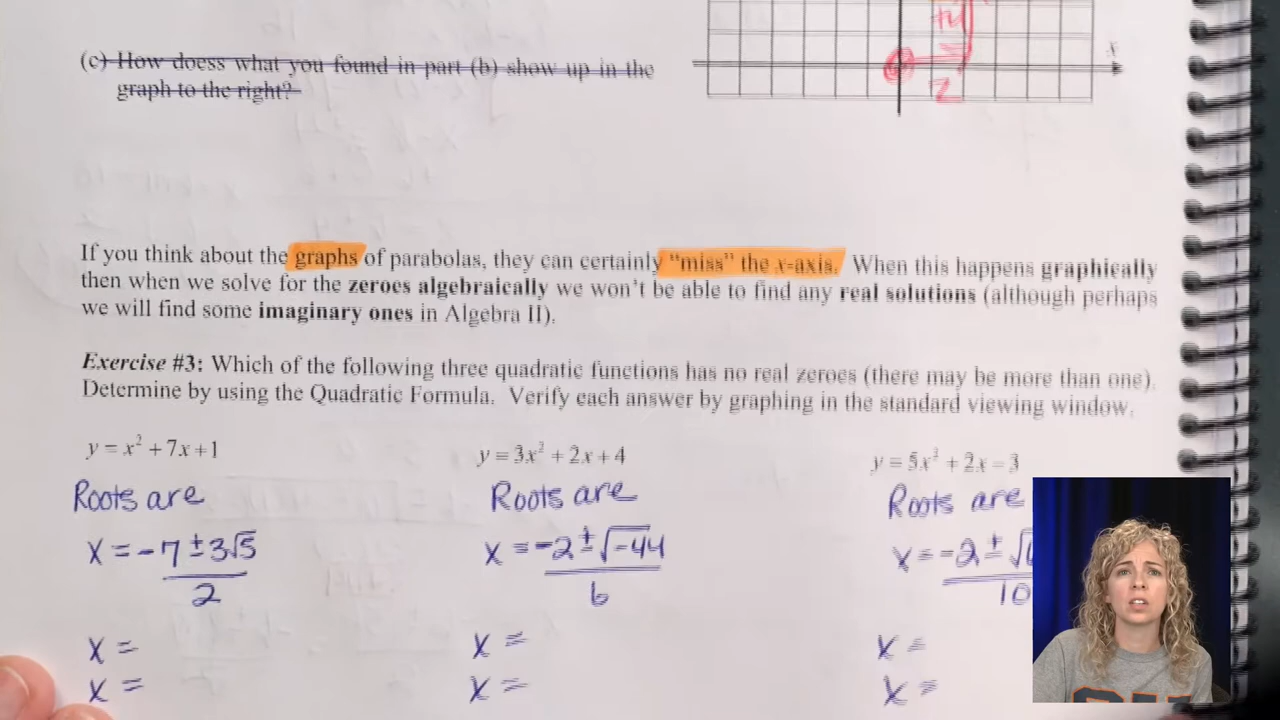 +4
x
2
(c) How doess what you found in part (b) show up in the
graph to the right?
If you think about the graphs of parabolas, they can certainly "miss" the x-axis. When this happens graphically
then when we solve for the zeroes algebraically we won't be able to find any real solutions (although perhaps
we will find some imaginary ones in Algebra II).
Exercise #3: Which of the following three quadratic functions has no real zeroes (there may be more than one).
Determine by using the Quadratic Formula. Verify each answer by graphing in the standard viewing window.
y = x² + 7x + 1
Roots are
x = -7 ± 3√5
2
x =
x =
y = 3x² + 2x + 4
Roots are
x = -2 ± √-44
6
x =
x =
y = 5x² + 2x - 3
Roots are
x = -2 ± √
10
x =
x =